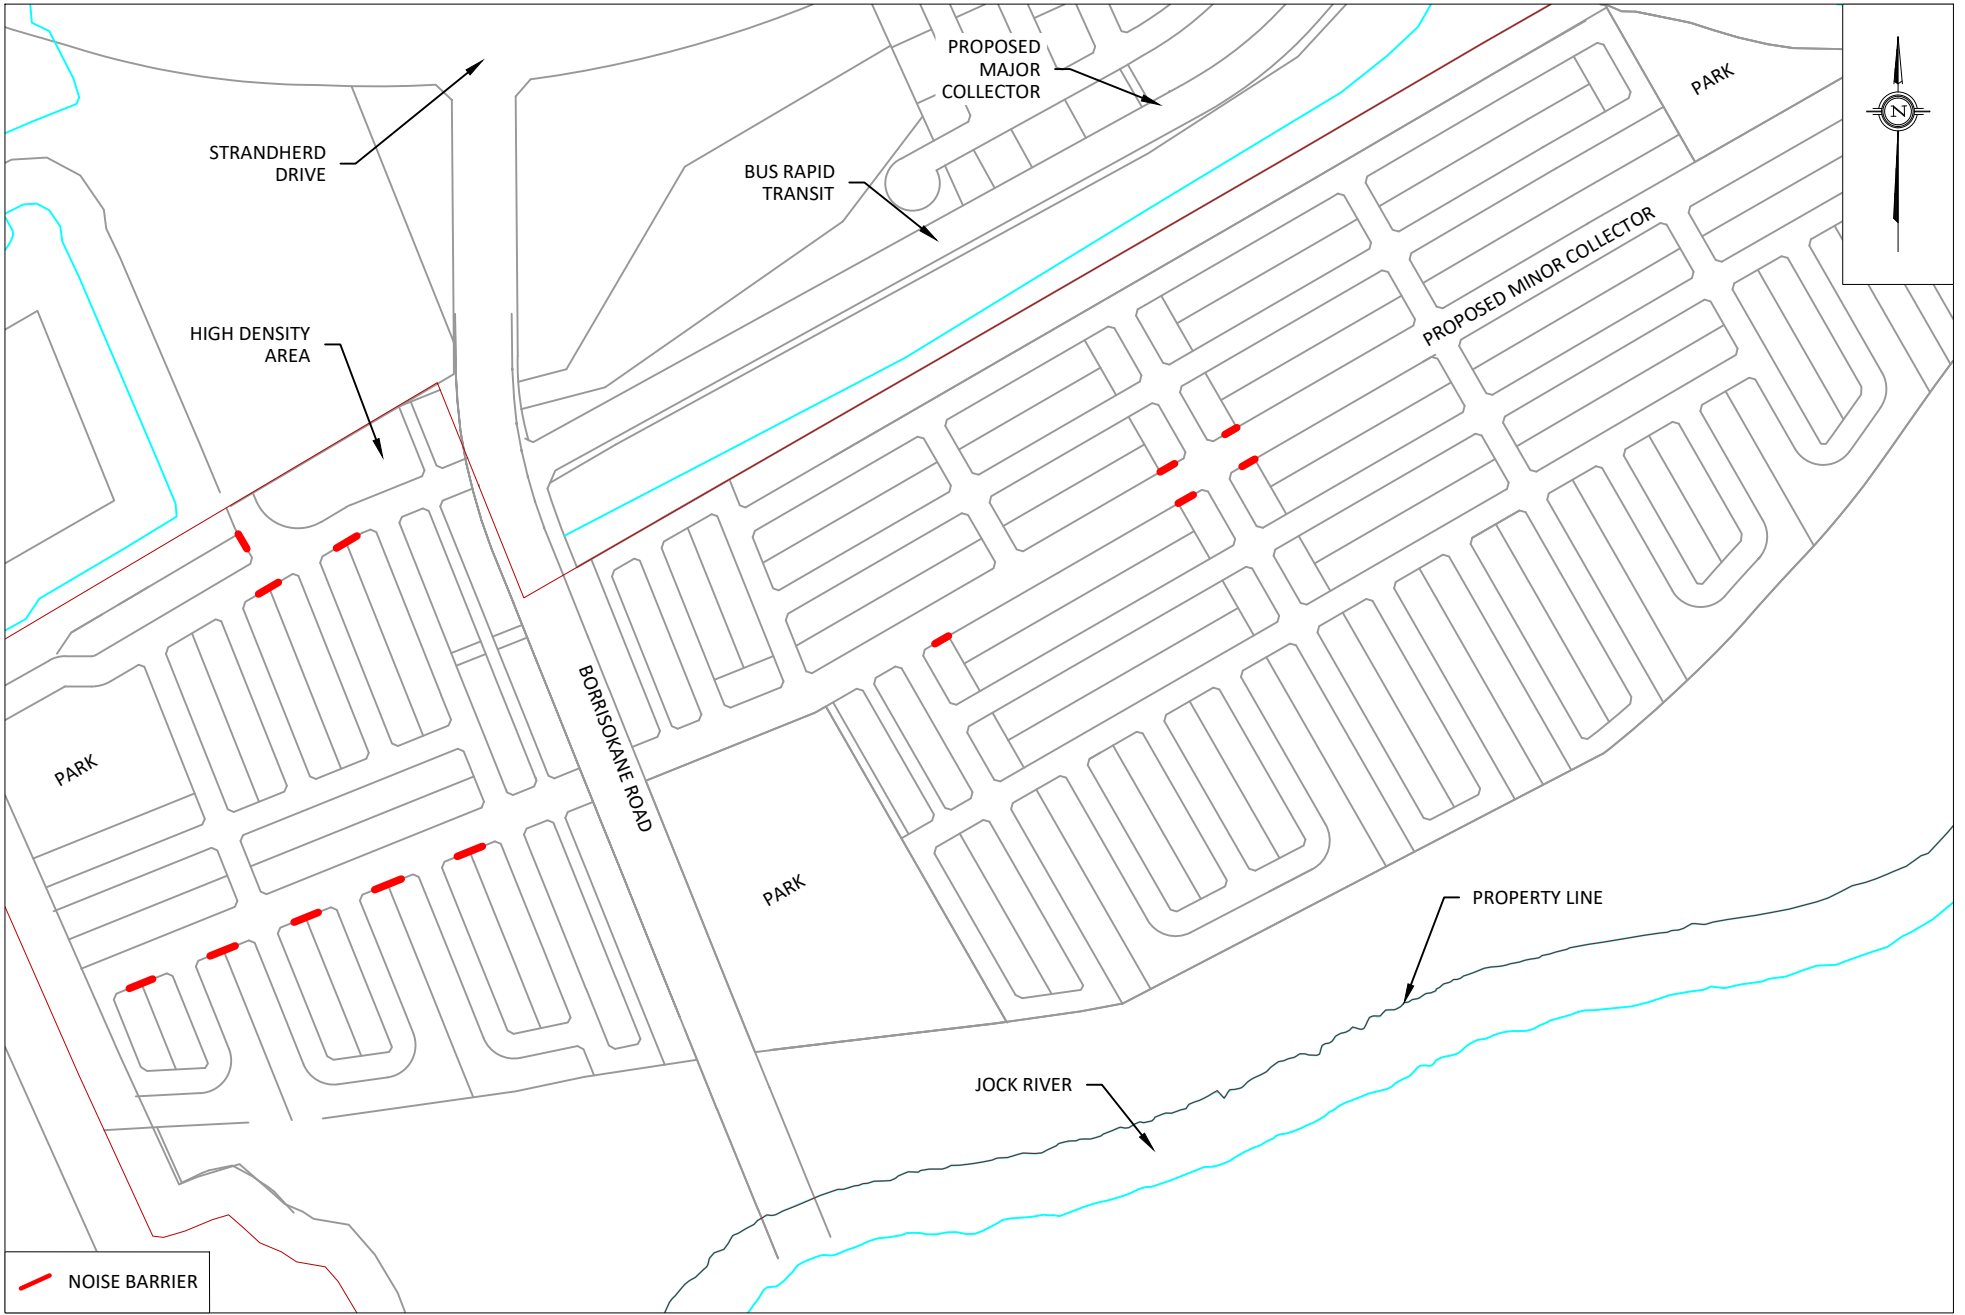 PROPOSED
MAJOR
COLLECTOR
PARK
N
STRANDHERD
DRIVE
BUS RAPID
TRANSIT
PROPOSED MINOR COLLECTOR
HIGH DENSITY
AREA
BORRISOKANE ROAD
PARK
PARK
PROPERTY LINE
JOCK RIVER
NOISE BARRIER